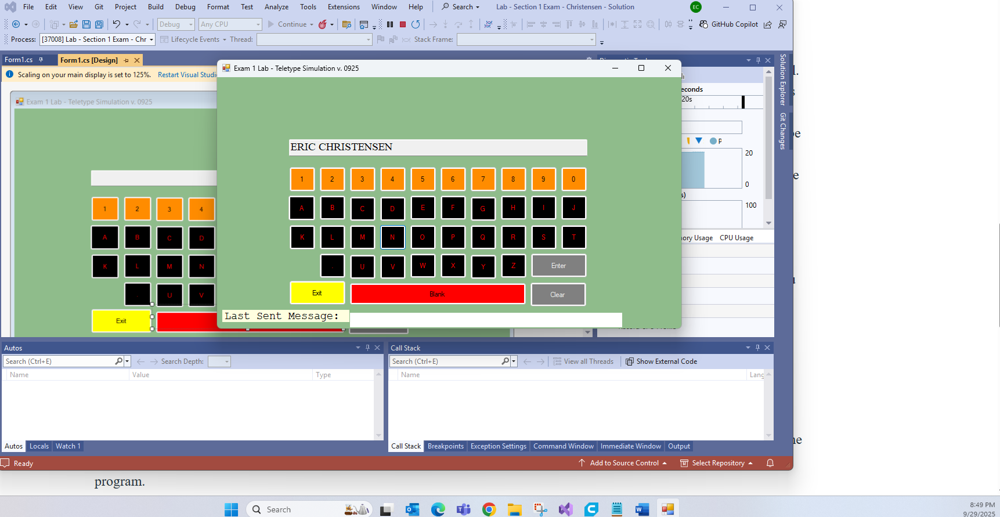 File Edit View Git Project Build Debug Format Test Analyze Tools Extensions Window Help Search Lab - Section 1 Exam - Christensen - Solution EC
Debug Any CPU Continue GitHub Copilot
Process: [37008] Lab - Section 1 Exam - Chr Lifecycle Events Thread: Stack Frame:
Form1.cs Form1.cs [Design]
Scaling on your main display is set to 125%. Restart Visual Studi
Exam 1 Lab - Teletype Simulation v. 0925
1 2 3 4
A B C D
K L M N
. U V
Exit
Exam 1 Lab - Teletype Simulation v. 0925
ERIC CHRISTENSEN
1 2 3 4 5 6 7 8 9 0
A B C D E F G H I J
K L M N O P Q R S T
. U V W X Y Z Enter
Exit Blank Clear
Last Sent Message:
econds
20s
P
20
0
s)
100
ory Usage CPU Usage
Solution Explorer
Git Changes
Autos
Search (Ctrl+E) Search Depth:
Name Value Type
Autos Locals Watch 1
Call Stack
Search (Ctrl+E) View all Threads Show External Code
Name Lang
Call Stack Breakpoints Exception Settings Command Window Immediate Window Output
Ready Add to Source Control Select Repository
program.
Search
8:49 PM
9/29/2025